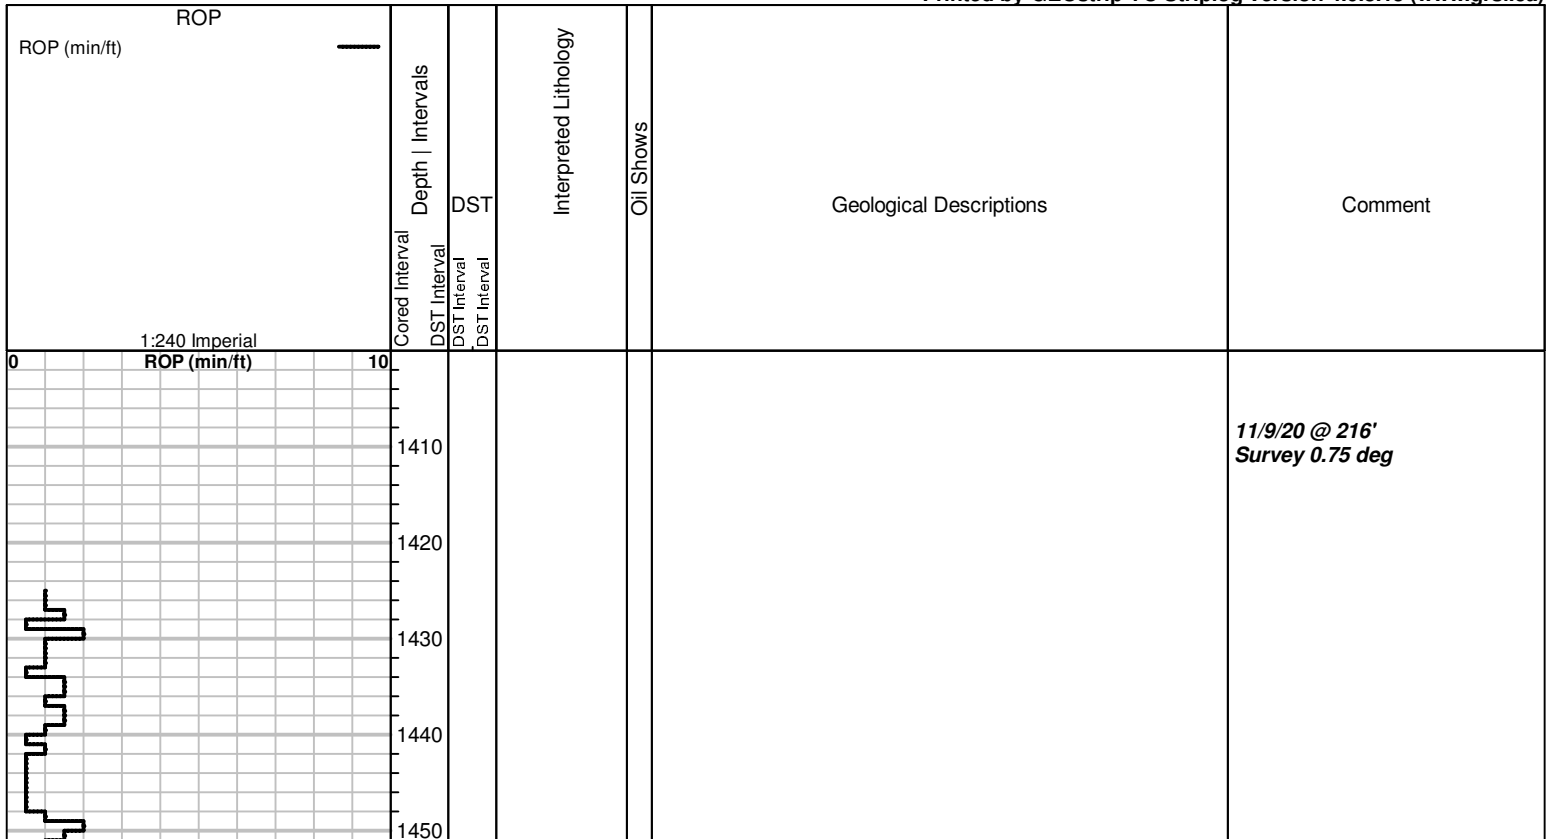 ROP
ROP (min/ft)
1:240 Imperial
Cored Interval
Depth | Intervals
DST Interval
DST
DST Interval
DST Interval
Interpreted Lithology
Oil Shows
Geological Descriptions
Comment
0 ROP (min/ft) 10
1410
11/9/20 @ 216'
Survey 0.75 deg
1420
1430
1440
1450